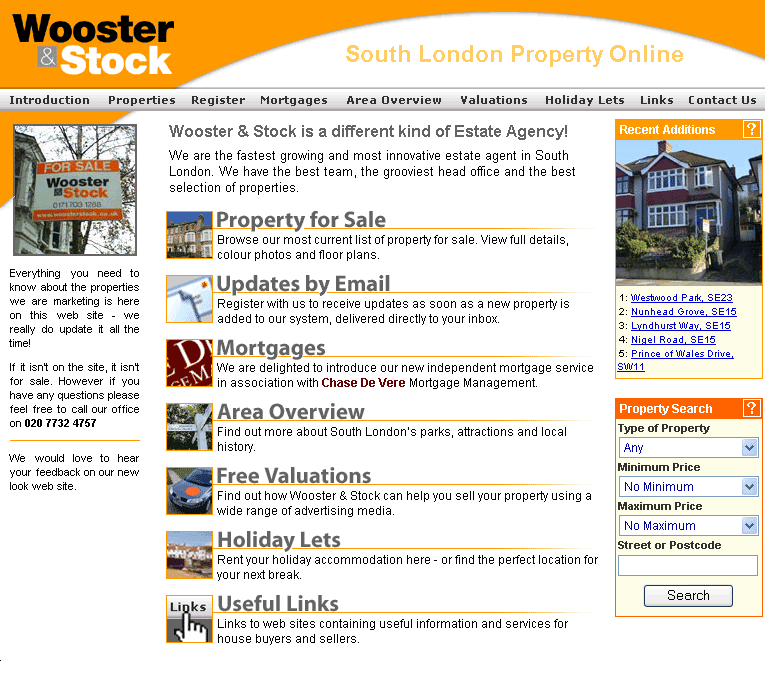 Wooster
& Stock
South London Property Online
Introduction Properties Register Mortgages Area Overview Valuations Holiday Lets Links Contact Us
FOR SALE
Wooster
& Stock
0171 703 1288
www.woosterstock.co.uk
Everything you need to
know about the properties
we are marketing is here
on this web site - we
really do update it all the
time!
If it isn't on the site, it isn't
for sale. However if you
have any questions please
feel free to call our office
on 020 7732 4757
We would love to hear
your feedback on our new
look web site.
Wooster & Stock is a different kind of Estate Agency!
We are the fastest growing and most innovative estate agent in South
London. We have the best team, the grooviest head office and the best
selection of properties.
Property for Sale
Browse our most current list of property for sale. View full details,
colour photos and floor plans.
Updates by Email
Register with us to receive updates as soon as a new property is
added to our system, delivered directly to your inbox.
Mortgages
We are delighted to introduce our new independent mortgage service
in association with Chase De Vere Mortgage Management.
Area Overview
Find out more about South London's parks, attractions and local
history.
Free Valuations
Find out how Wooster & Stock can help you sell your property using a
wide range of advertising media.
Holiday Lets
Rent your holiday accommodation here - or find the perfect location for
your next break.
Links
Useful Links
Links to web sites containing useful information and services for
house buyers and sellers.
Recent Additions ?
1: Westwood Park, SE23
2: Nunhead Grove, SE15
3: Lyndhurst Way, SE15
4: Nigel Road, SE15
5: Prince of Wales Drive,
SW11
Property Search ?
Type of Property
Any
Minimum Price
No Minimum
Maximum Price
No Maximum
Street or Postcode
Search